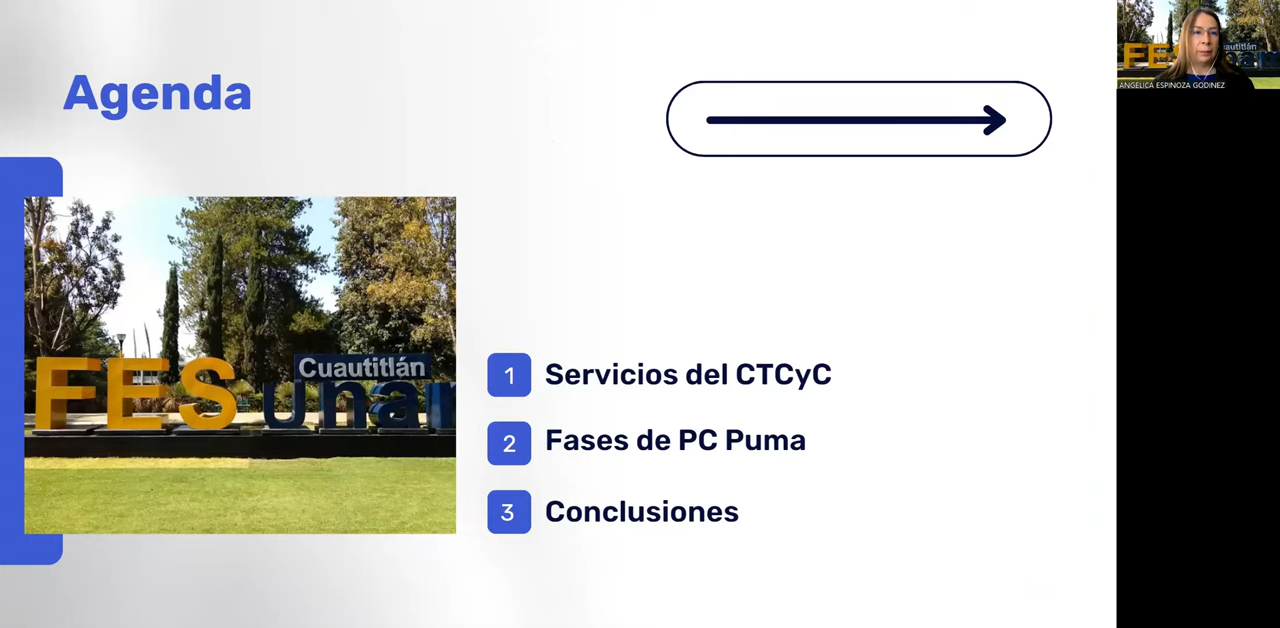 Agenda
FES
Cuautitlán
1 Servicios del CTCyC
2 Fases de PC Puma
3 Conclusiones
ANGELICA ESPINOZA GODINEZ